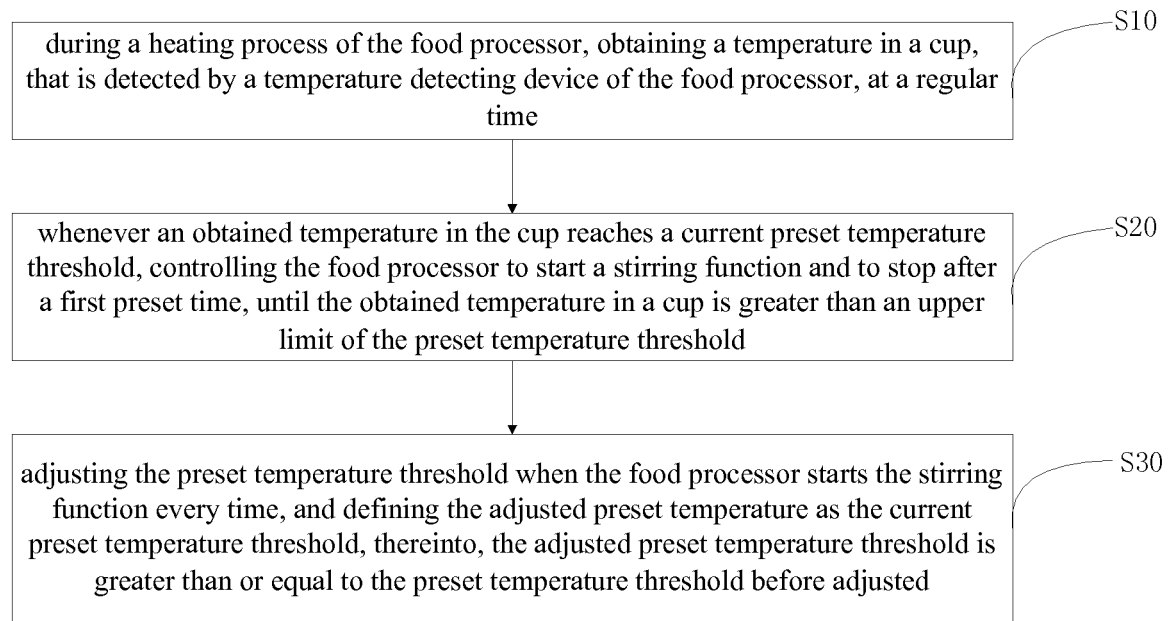 S10
during a heating process of the food processor, obtaining a temperature in a cup,
that is detected by a temperature detecting device of the food processor, at a regular
time
S20
whenever an obtained temperature in the cup reaches a current preset temperature
threshold, controlling the food processor to start a stirring function and to stop after
a first preset time, until the obtained temperature in a cup is greater than an upper
limit of the preset temperature threshold
S30
adjusting the preset temperature threshold when the food processor starts the stirring
function every time, and defining the adjusted preset temperature as the current
preset temperature threshold, thereinto, the adjusted preset temperature threshold is
greater than or equal to the preset temperature threshold before adjusted